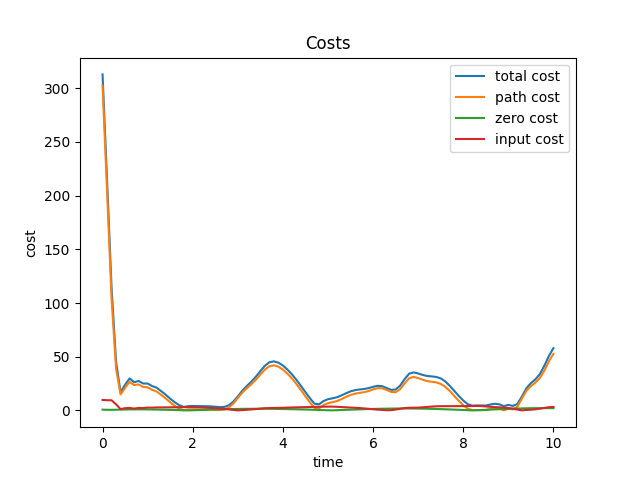 Costs
total cost
path cost
zero cost
input cost
cost
300
250
200
150
100
50
0
0 2 4 6 8 10
time